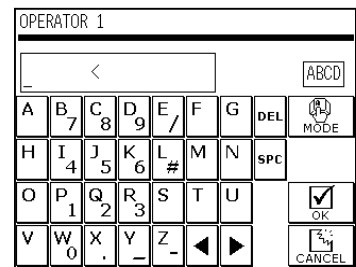 OPERATOR 1
_ <
ABCD
A B 7 C 8 D 9 E / F G DEL MODE
H I 4 J 5 K 6 L # M N SPC
O P 1 Q 2 R 3 S T U OK
V W 0 X . Y _ Z - ◀ ▶ CANCEL